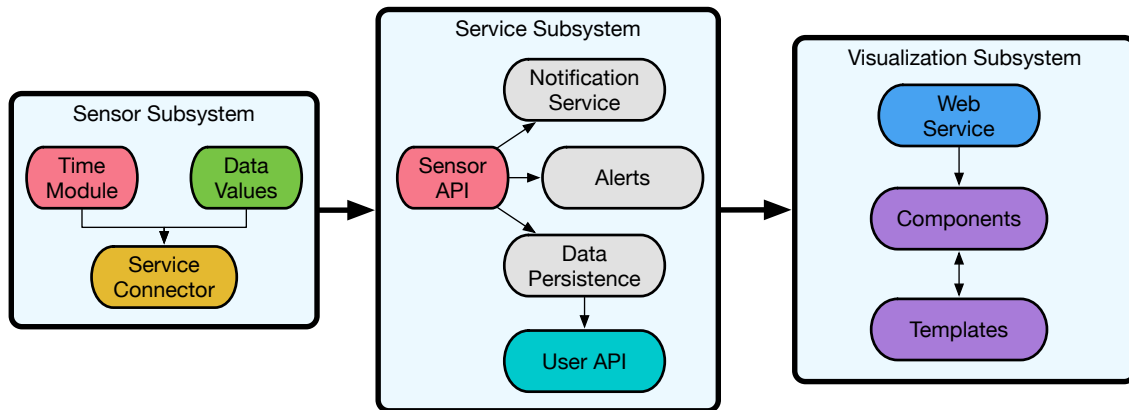 Sensor Subsystem
Time
Module
Data
Values
Service
Connector
Service Subsystem
Notification
Service
Sensor
API
Alerts
Data
Persistence
User API
Visualization Subsystem
Web
Service
Components
Templates